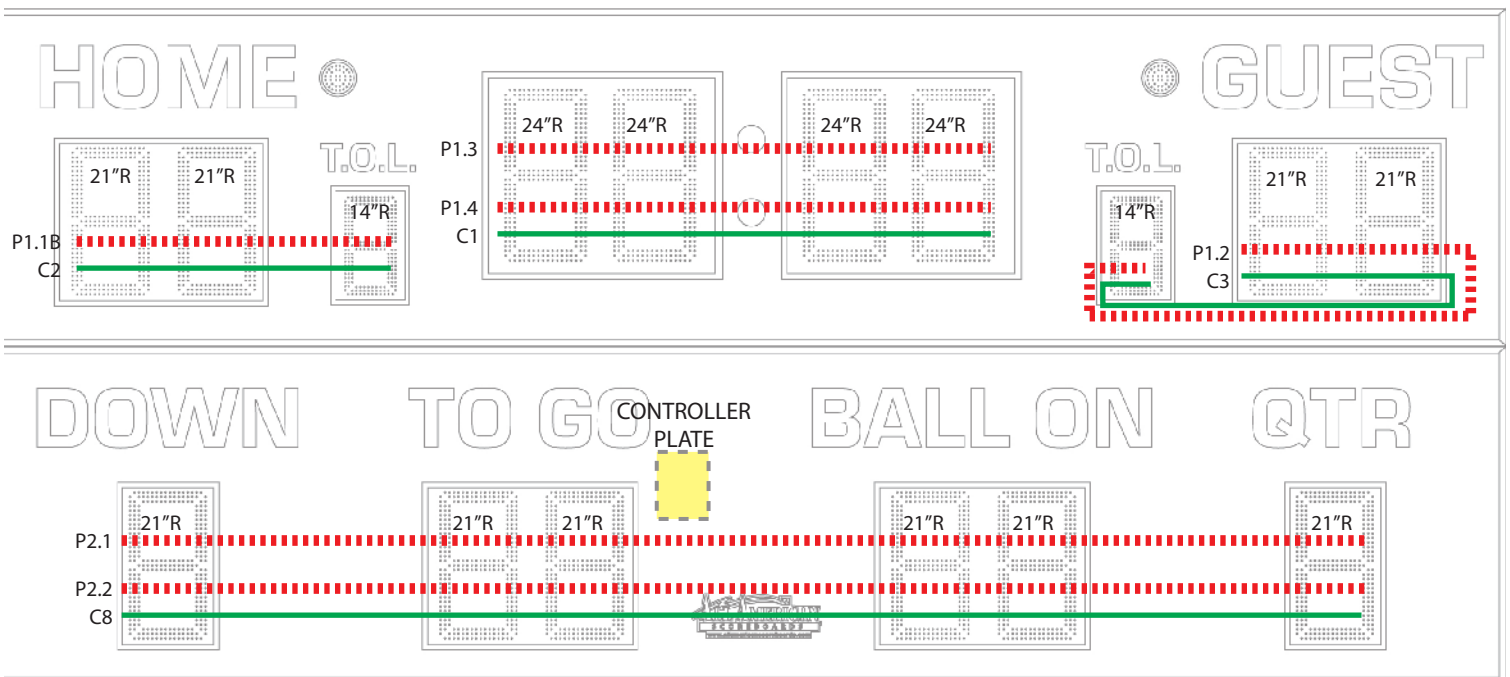 HOME
GUEST
24”R 24”R 24”R 24”R
P1.3
T.O.L.
T.O.L.
21”R 21”R
21”R 21”R
14”R
P1.4
14”R
C1
P1.1B
C2
P1.2
C3
DOWN TO GO BALL ON QTR
CONTROLLER
PLATE
21”R 21”R 21”R 21”R 21”R 21”R
P2.1
P2.2
C8
SCOREBOARDS